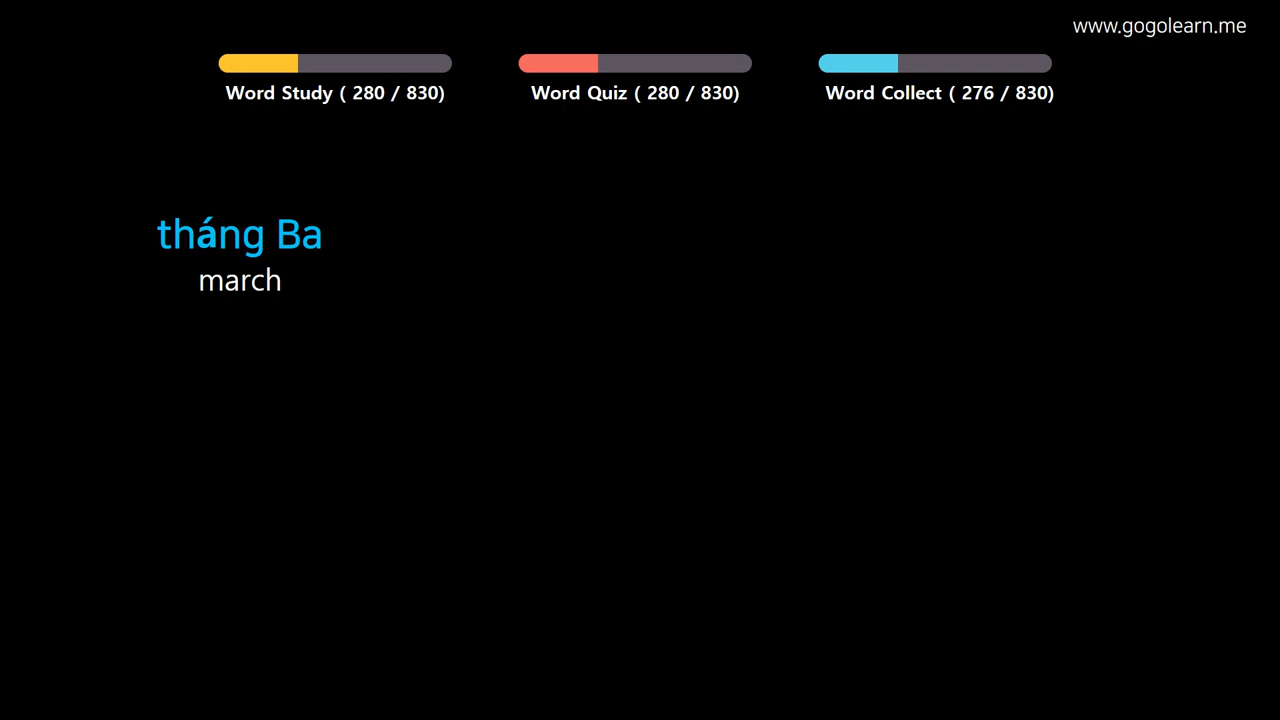 www.gogolearn.me
Word Study ( 280 / 830)
Word Quiz ( 280 / 830)
Word Collect ( 276 / 830)
tháng Ba
march